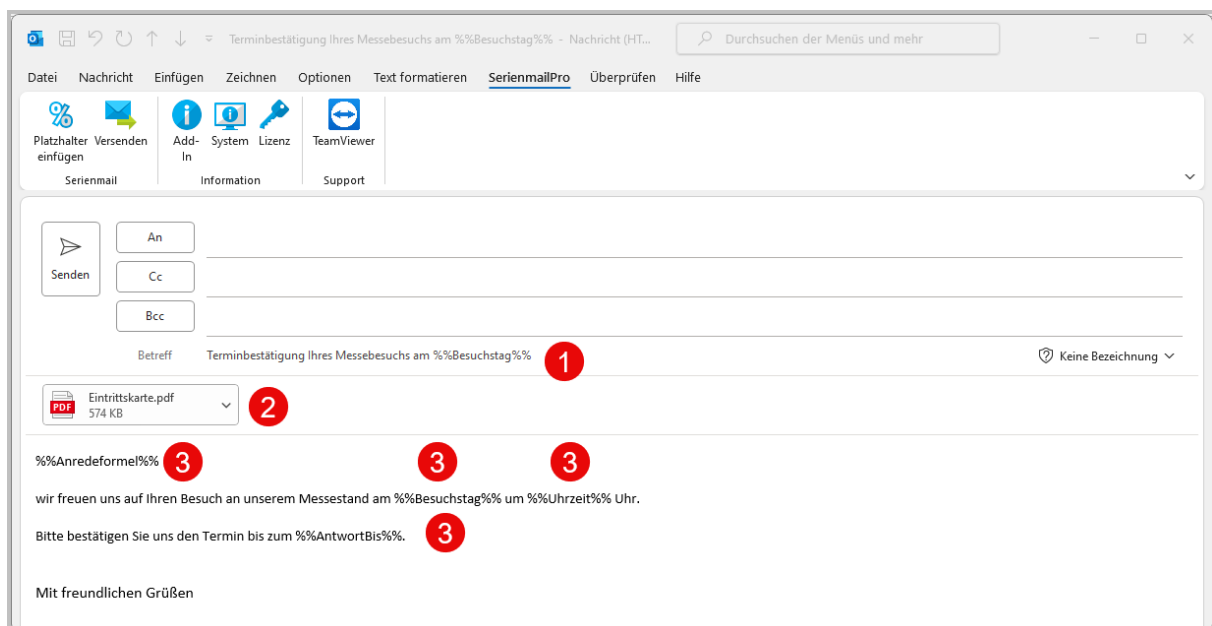 Terminbestätigung Ihres Messebesuchs am %%Besuchstag%% - Nachricht (HT...
Durchsuchen der Menüs und mehr
Datei Nachricht Einfügen Zeichnen Optionen Text formatieren SerienmailPro Überprüfen Hilfe
Platzhalter einfügen
Versenden
Add-In
System
Lizenz
TeamViewer
Serienmail
Information
Support
Senden
An
Cc
Bcc
Betreff Terminbestätigung Ihres Messebesuchs am %%Besuchstag%% 1 Keine Bezeichnung
PDF
Eintrittskarte.pdf
574 KB
2
%%Anredeformel%% 3 3 3
wir freuen uns auf Ihren Besuch an unserem Messestand am %%Besuchstag%% um %%Uhrzeit%% Uhr.
Bitte bestätigen Sie uns den Termin bis zum %%AntwortBis%%. 3
Mit freundlichen Grüßen